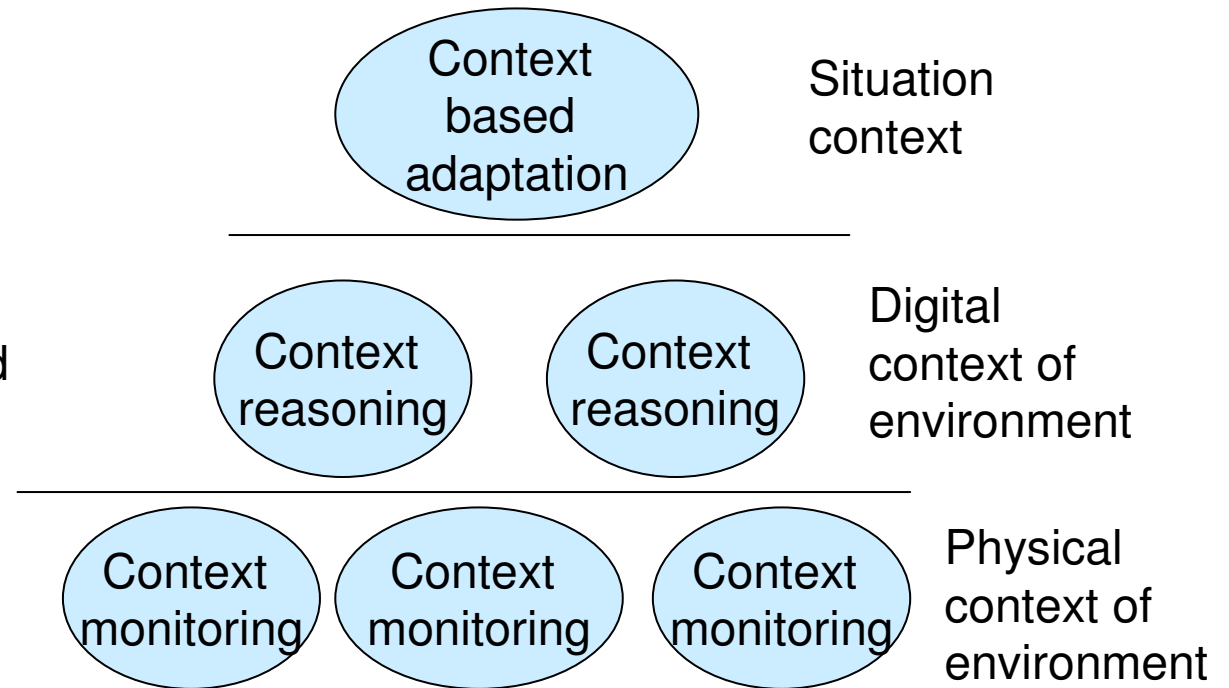 Context
based
adaptation
Situation
context
Context
reasoning
Context
reasoning
Digital
context of
environment
Context
monitoring
Context
monitoring
Context
monitoring
Physical
context of
environment